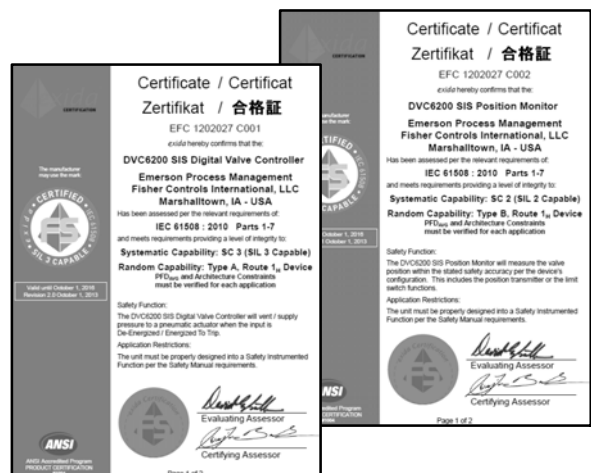 exida
CERTIFICATION
The manufacturer
may use the mark:
CERTIFIED
SIL 3 CAPABLE
Valid until October 1, 2016
Revision 2.0 October 1, 2013
ANSI
ANSI Accredited Program
PRODUCT CERTIFICATION
Certificate / Certificat
Zertifikat / 合格証
EFC 1202027 C001
exida hereby confirms that the:
DVC6200 SIS Digital Valve Controller
Emerson Process Management
Fisher Controls International, LLC
Marshalltown, IA - USA
Has been assessed per the relevant requirements of:
IEC 61508 : 2010 Parts 1-7
and meets requirements providing a level of integrity to:
Systematic Capability: SC 3 (SIL 3 Capable)
Random Capability: Type A, Route 1H Device
PFDAVG and Architecture Constraints
must be verified for each application
Safety Function:
The DVC6200 SIS Digital Valve Controller will vent / supply
pressure to a pneumatic actuator when the input is
De-Energized / Energized To Trip.
Application Restrictions:
The unit must be properly designed into a Safety Instrumented
Function per the Safety Manual requirements.
Evaluating Assessor
Certifying Assessor
Page 1 of 2
Certificate / Certificat
Zertifikat / 合格証
EFC 1202027 C002
exida hereby confirms that the:
DVC6200 SIS Position Monitor
Emerson Process Management
Fisher Controls International, LLC
Marshalltown, IA - USA
Has been assessed per the relevant requirements of:
IEC 61508 : 2010 Parts 1-7
and meets requirements providing a level of integrity to:
Systematic Capability: SC 2 (SIL 2 Capable)
Random Capability: Type B, Route 1H Device
PFDAVG and Architecture Constraints
must be verified for each application
Safety Function:
The DVC6200 SIS Position Monitor will measure the valve
position within the stated safety accuracy per the device's
configuration. This includes the position transmitter or the limit
switch functions.
Application Restrictions:
The unit must be properly designed into a Safety Instrumented
Function per the Safety Manual requirements.
Evaluating Assessor
Certifying Assessor
Page 1 of 2